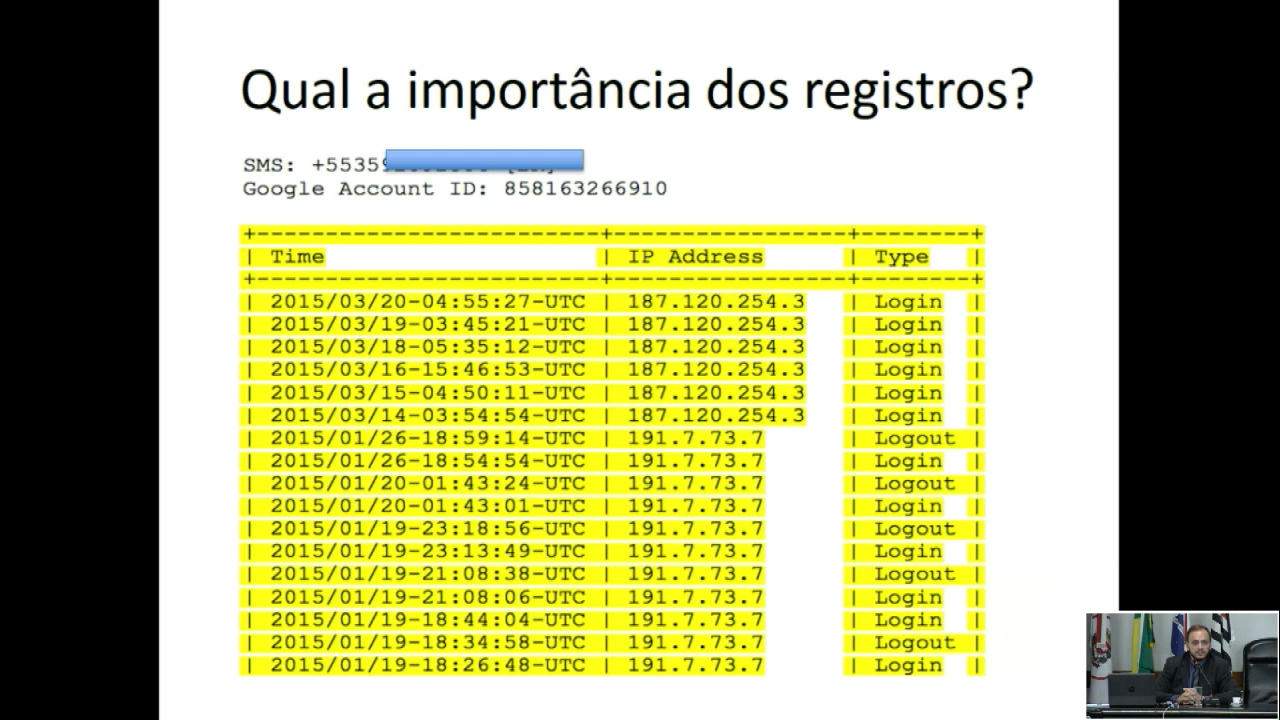 Qual a importância dos registros?
SMS: +5535
Google Account ID: 858163266910
+--------------------------+-----------------+--------+
| Time | IP Address | Type |
+--------------------------+-----------------+--------+
| 2015/03/20-04:55:27-UTC | 187.120.254.3 | Login |
| 2015/03/19-03:45:21-UTC | 187.120.254.3 | Login |
| 2015/03/18-05:35:12-UTC | 187.120.254.3 | Login |
| 2015/03/16-15:46:53-UTC | 187.120.254.3 | Login |
| 2015/03/15-04:50:11-UTC | 187.120.254.3 | Login |
| 2015/03/14-03:54:54-UTC | 187.120.254.3 | Login |
| 2015/01/26-18:59:14-UTC | 191.7.73.7 | Logout |
| 2015/01/26-18:54:54-UTC | 191.7.73.7 | Login |
| 2015/01/20-01:43:24-UTC | 191.7.73.7 | Logout |
| 2015/01/20-01:43:01-UTC | 191.7.73.7 | Login |
| 2015/01/19-23:18:56-UTC | 191.7.73.7 | Logout |
| 2015/01/19-23:13:49-UTC | 191.7.73.7 | Login |
| 2015/01/19-21:08:38-UTC | 191.7.73.7 | Logout |
| 2015/01/19-21:08:06-UTC | 191.7.73.7 | Login |
| 2015/01/19-18:44:04-UTC | 191.7.73.7 | Login |
| 2015/01/19-18:34:58-UTC | 191.7.73.7 | Logout |
| 2015/01/19-18:26:48-UTC | 191.7.73.7 | Login |